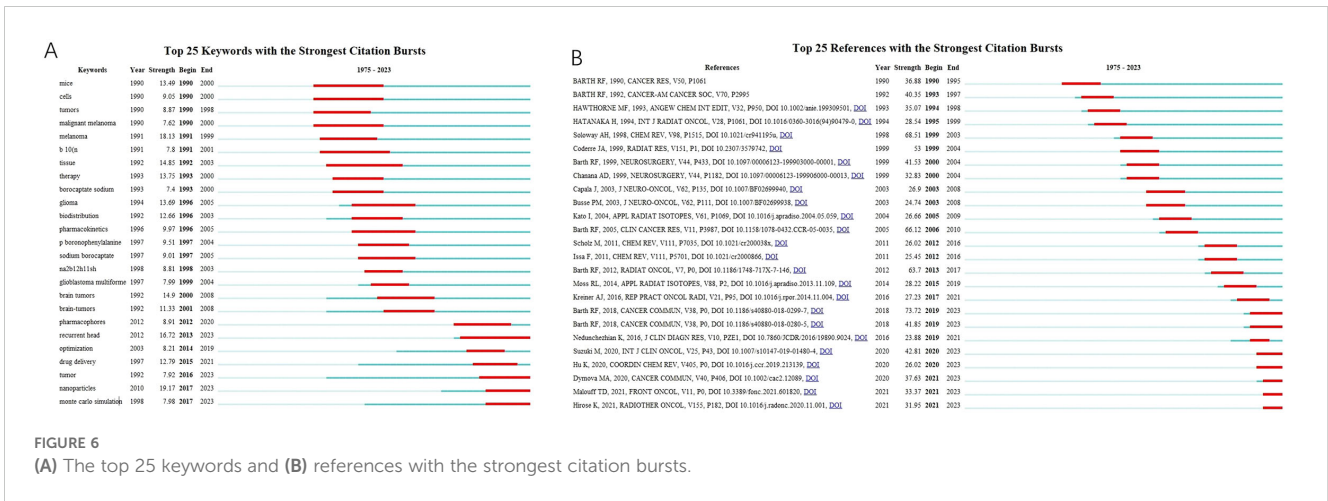 A
Top 25 Keywords with the Strongest Citation Bursts
Keywords Year Strength Begin End 1975 - 2023
mice 1990 13.49 1990 2000
cells 1990 9.05 1990 2000
tumors 1990 8.87 1990 1998
malignant melanoma 1990 7.62 1990 2000
melanoma 1991 18.13 1991 1999
b 10(n 1991 7.8 1991 2001
tissue 1992 14.85 1992 2003
therapy 1993 13.75 1993 2000
borocaptate sodium 1993 7.4 1993 2000
glioma 1994 13.69 1996 2005
biodistribution 1992 12.66 1996 2003
pharmacokinetics 1996 9.97 1996 2005
p boronophenylalanine 1997 9.51 1997 2004
sodium borocaptate 1997 9.01 1997 2005
na2b12h11sh 1998 8.81 1998 2003
glioblastoma multiforme 1997 7.99 1999 2004
brain tumors 1992 14.9 2000 2008
brain-tumors 1992 11.33 2001 2008
pharmacophores 2012 8.91 2012 2020
recurrent head 2012 16.72 2013 2023
optimization 2003 8.21 2014 2019
drug delivery 1997 12.79 2015 2021
tumor 1992 7.92 2016 2023
nanoparticles 2010 19.17 2017 2023
monte carlo simulation 1998 7.98 2017 2023
B
Top 25 References with the Strongest Citation Bursts
References Year Strength Begin End 1975 - 2023
BARTH RF, 1990, CANCER RES, V50, P1061 1990 36.88 1990 1995
BARTH RF, 1992, CANCER-AM CANCER SOC, V70, P2995 1992 40.35 1993 1997
HAWTHORNE MF, 1993, ANGEW CHEM INT EDIT, V32, P950, DOI 10.1002/anie.199309501, DOI 1993 35.07 1994 1998
HATANAKA H, 1994, INT J RADIAT ONCOL, V28, P1061, DOI 10.1016/0360-3016(94)90479-0, DOI 1994 28.54 1995 1999
Soloway AH, 1998, CHEM REV, V98, P1515, DOI 10.1021/cr941195u, DOI 1998 68.51 1999 2003
Coderre JA, 1999, RADIAT RES, V151, P1, DOI 10.2307/3579742, DOI 1999 53 1999 2004
Barth RF, 1999, NEUROSURGERY, V44, P433, DOI 10.1097/00006123-199903000-00001, DOI 1999 41.53 2000 2004
Chanana AD, 1999, NEUROSURGERY, V44, P1182, DOI 10.1097/00006123-199906000-00013, DOI 1999 32.83 2000 2004
Capala J, 2003, J NEURO-ONCOL, V62, P135, DOI 10.1007/BF02699940, DOI 2003 26.9 2003 2008
Busse PM, 2003, J NEURO-ONCOL, V62, P111, DOI 10.1007/BF02699938, DOI 2003 24.74 2003 2008
Kato I, 2004, APPL RADIAT ISOTOPES, V61, P1069, DOI 10.1016/j.apradiso.2004.05.059, DOI 2004 26.66 2005 2009
Barth RF, 2005, CLIN CANCER RES, V11, P3987, DOI 10.1158/1078-0432.CCR-05-0035, DOI 2005 66.12 2006 2010
Scholz M, 2011, CHEM REV, V111, P7035, DOI 10.1021/cr200038x, DOI 2011 26.02 2012 2016
Issa F, 2011, CHEM REV, V111, P5701, DOI 10.1021/cr2000866, DOI 2011 25.45 2012 2016
Barth RF, 2012, RADIAT ONCOL, V7, P0, DOI 10.1186/1748-717X-7-146, DOI 2012 63.7 2013 2017
Moss RL, 2014, APPL RADIAT ISOTOPES, V88, P2, DOI 10.1016/j.apradiso.2013.11.109, DOI 2014 28.22 2015 2019
Kreiner AJ, 2016, REP PRACT ONCOL RADI, V21, P95, DOI 10.1016/j.rpor.2014.11.004, DOI 2016 27.23 2017 2021
Barth RF, 2018, CANCER COMMUN, V38, P0, DOI 10.1186/s40880-018-0299-7, DOI 2018 73.72 2019 2023
Barth RF, 2018, CANCER COMMUN, V38, P0, DOI 10.1186/s40880-018-0280-5, DOI 2018 41.85 2019 2023
Nedunchezhian K, 2016, J CLIN DIAGN RES, V10, PZE1, DOI 10.7860/JCDR/2016/19890.9024, DOI 2016 23.88 2019 2021
Suzuki M, 2020, INT J CLIN ONCOL, V25, P43, DOI 10.1007/s10147-019-01480-4, DOI 2020 42.81 2020 2023
Hu K, 2020, COORDIN CHEM REV, V405, P0, DOI 10.1016/j.ccr.2019.213139, DOI 2020 26.02 2020 2023
Dymova MA, 2020, CANCER COMMUN, V40, P406, DOI 10.1002/cac2.12089, DOI 2020 37.63 2021 2023
Malouff TD, 2021, FRONT ONCOL, V11, P0, DOI 10.3389/fonc.2021.601820, DOI 2021 33.37 2021 2023
Hirose K, 2021, RADIOTHER ONCOL, V155, P182, DOI 10.1016/j.radonc.2020.11.001, DOI 2021 31.95 2021 2023
FIGURE 6
(A) The top 25 keywords and (B) references with the strongest citation bursts.